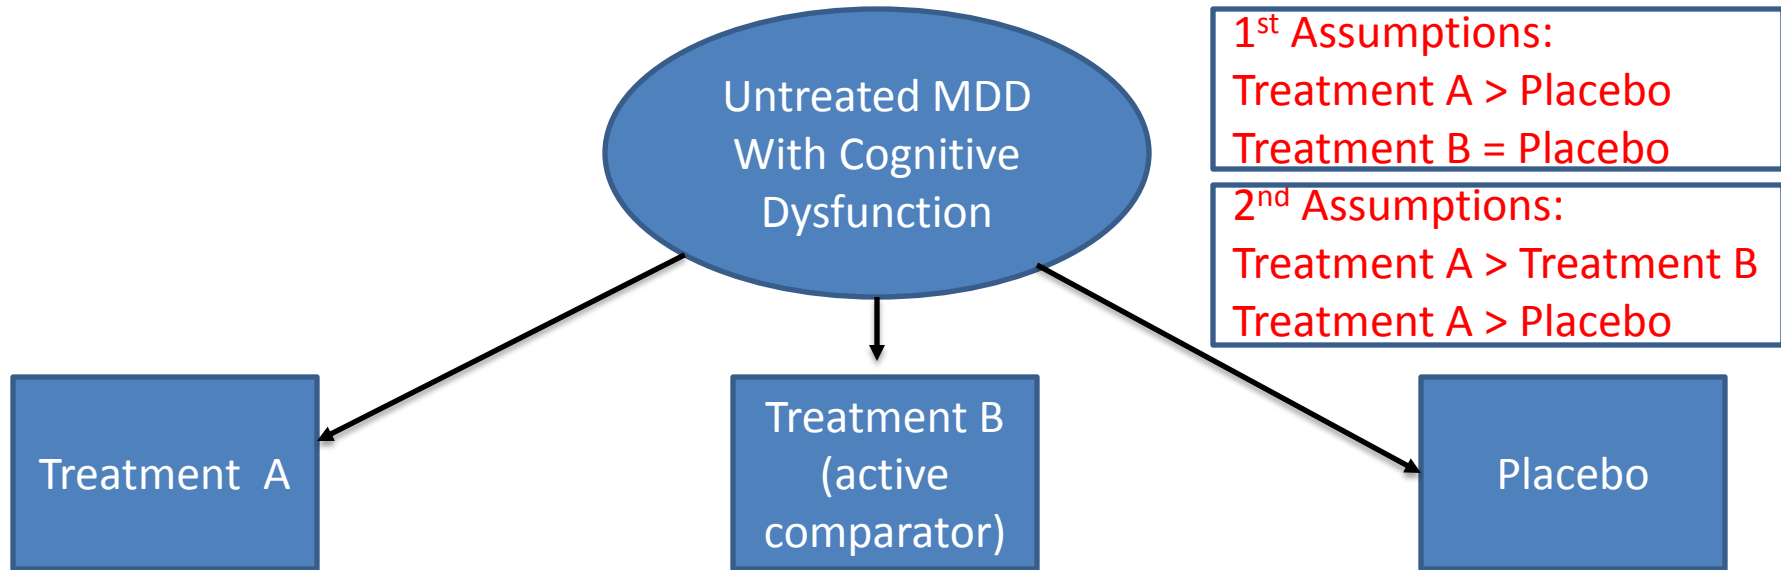 Untreated MDD
With Cognitive
Dysfunction
1st Assumptions:
Treatment A > Placebo
Treatment B = Placebo
2nd Assumptions:
Treatment A > Treatment B
Treatment A > Placebo
Treatment  A
Treatment B
(active
comparator)
Placebo